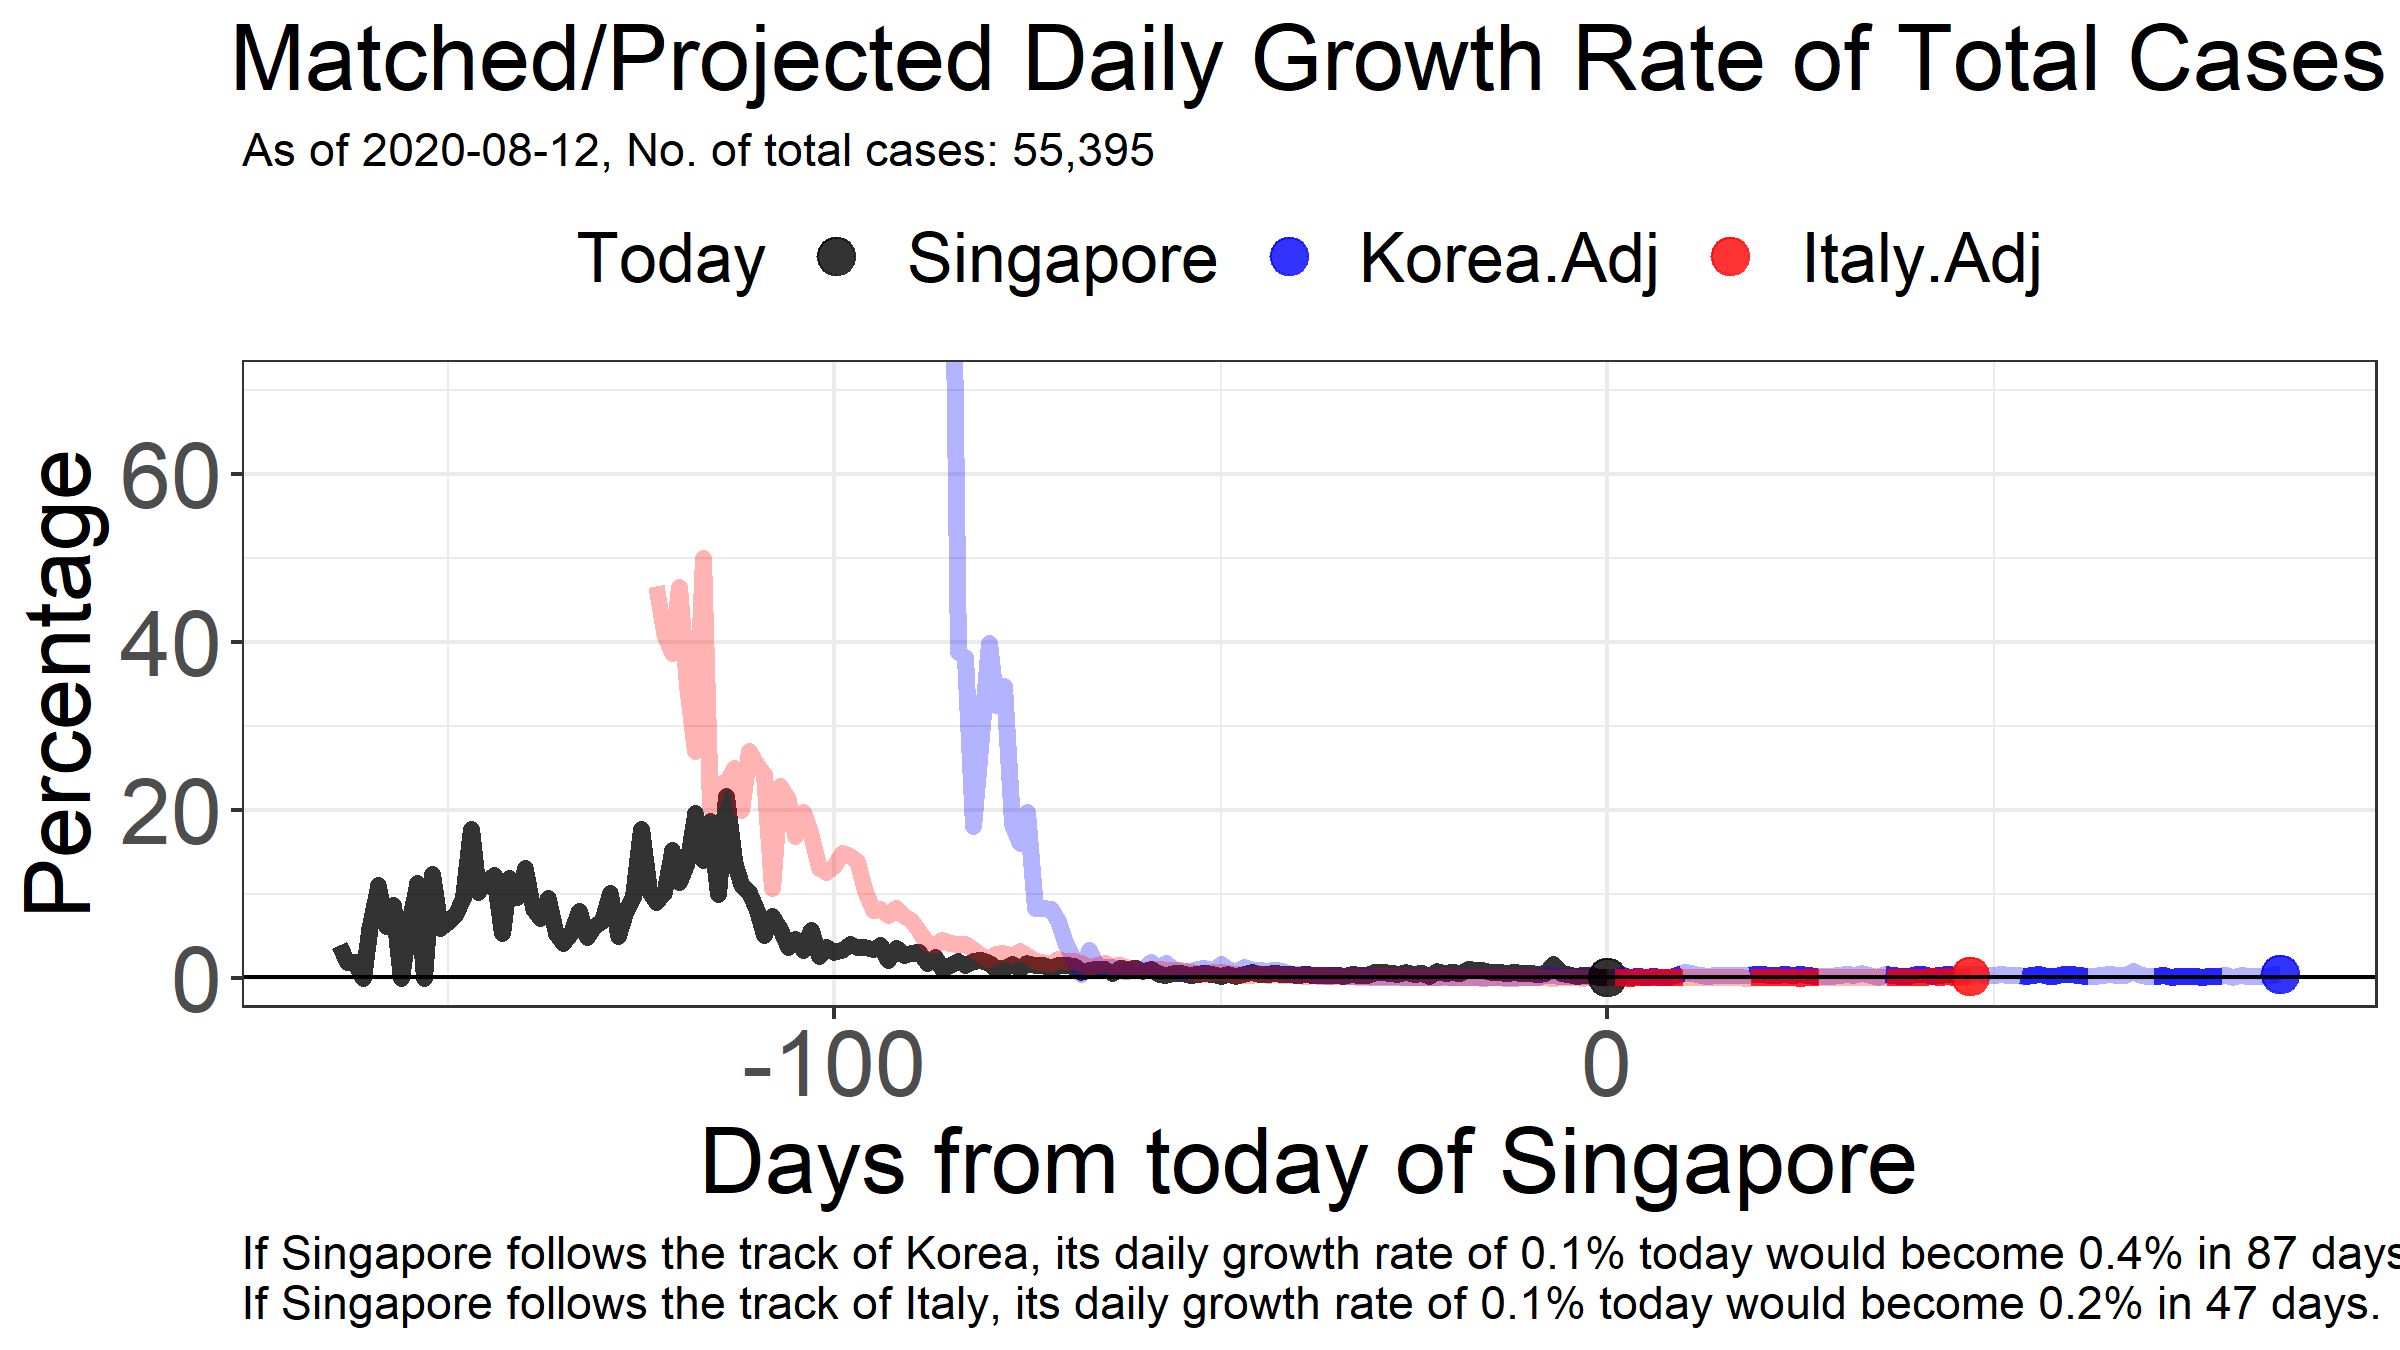 Matched/Projected Daily Growth Rate of Total Cases
As of 2020-08-12, No. of total cases: 55,395
Today Singapore Korea.Adj Italy.Adj
Percentage
60
40
20
0
-100 0
Days from today of Singapore
If Singapore follows the track of Korea, its daily growth rate of 0.1% today would become 0.4% in 87 days
If Singapore follows the track of Italy, its daily growth rate of 0.1% today would become 0.2% in 47 days.